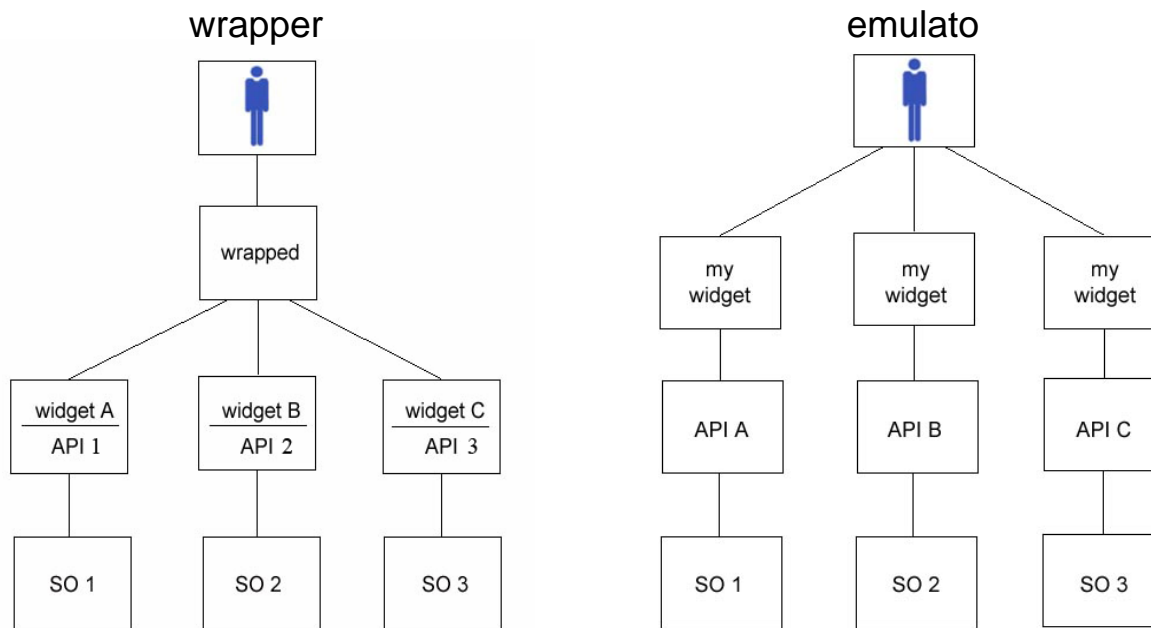 wrapper
emulato
wrapped
my
widget
my
widget
my
widget
widget A
API 1
widget B
API 2
widget C
API 3
API A
API B
API C
SO 1
SO 2
SO 3
SO 1
SO 2
SO 3